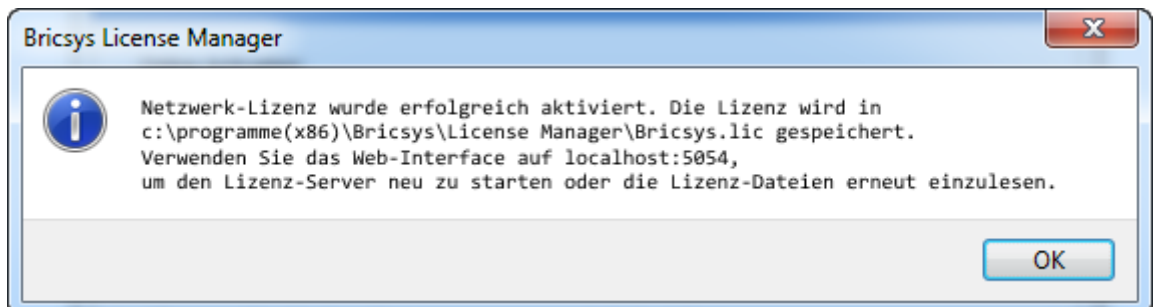 Bricsys License Manager
Netzwerk-Lizenz wurde erfolgreich aktiviert. Die Lizenz wird in
c:\programme(x86)\Bricsys\License Manager\Bricsys.lic gespeichert.
Verwenden Sie das Web-Interface auf localhost:5054,
um den Lizenz-Server neu zu starten oder die Lizenz-Dateien erneut einzulesen.
OK